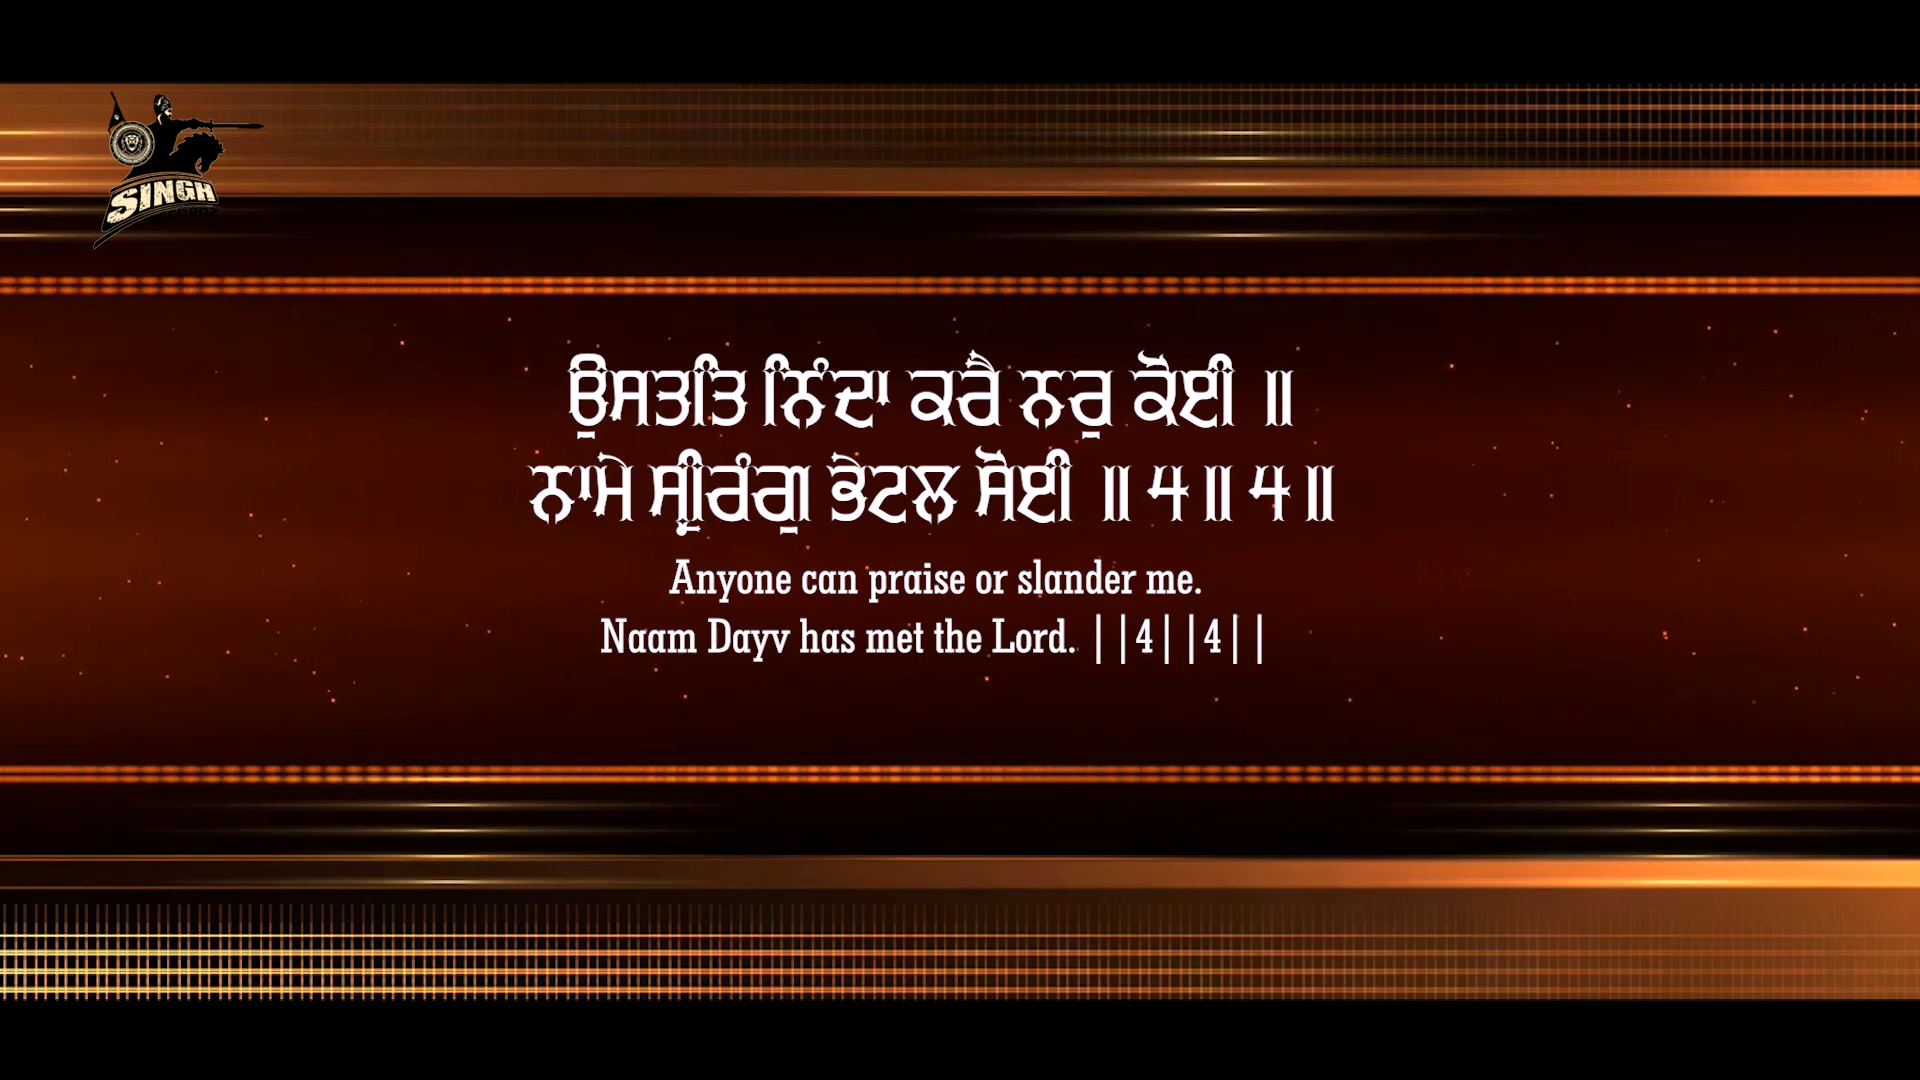 SINGH
ਉਸਤਤਿ ਨਿੰਦਾ ਕਰੈ ਨਰੁ ਕੋਈ ॥
ਨਾਮੇ ਸ੍ਰੀਰੰਗੁ ਭੇਟਲ ਸੋਈ ॥੪॥੪॥
Anyone can praise or slander me.
Naam Dayv has met the Lord. ||4||4||